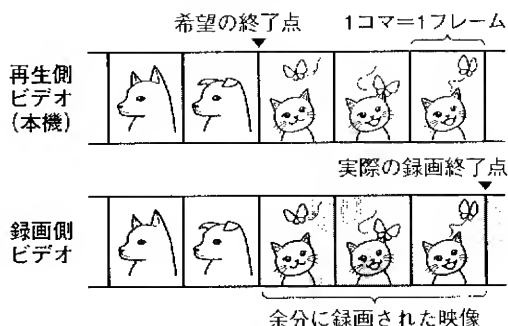 希望の終了点
1コマ=1フレーム
再生側
ビデオ
(本機)
実際の録画終了点
録画側
ビデオ
余分に録画された映像